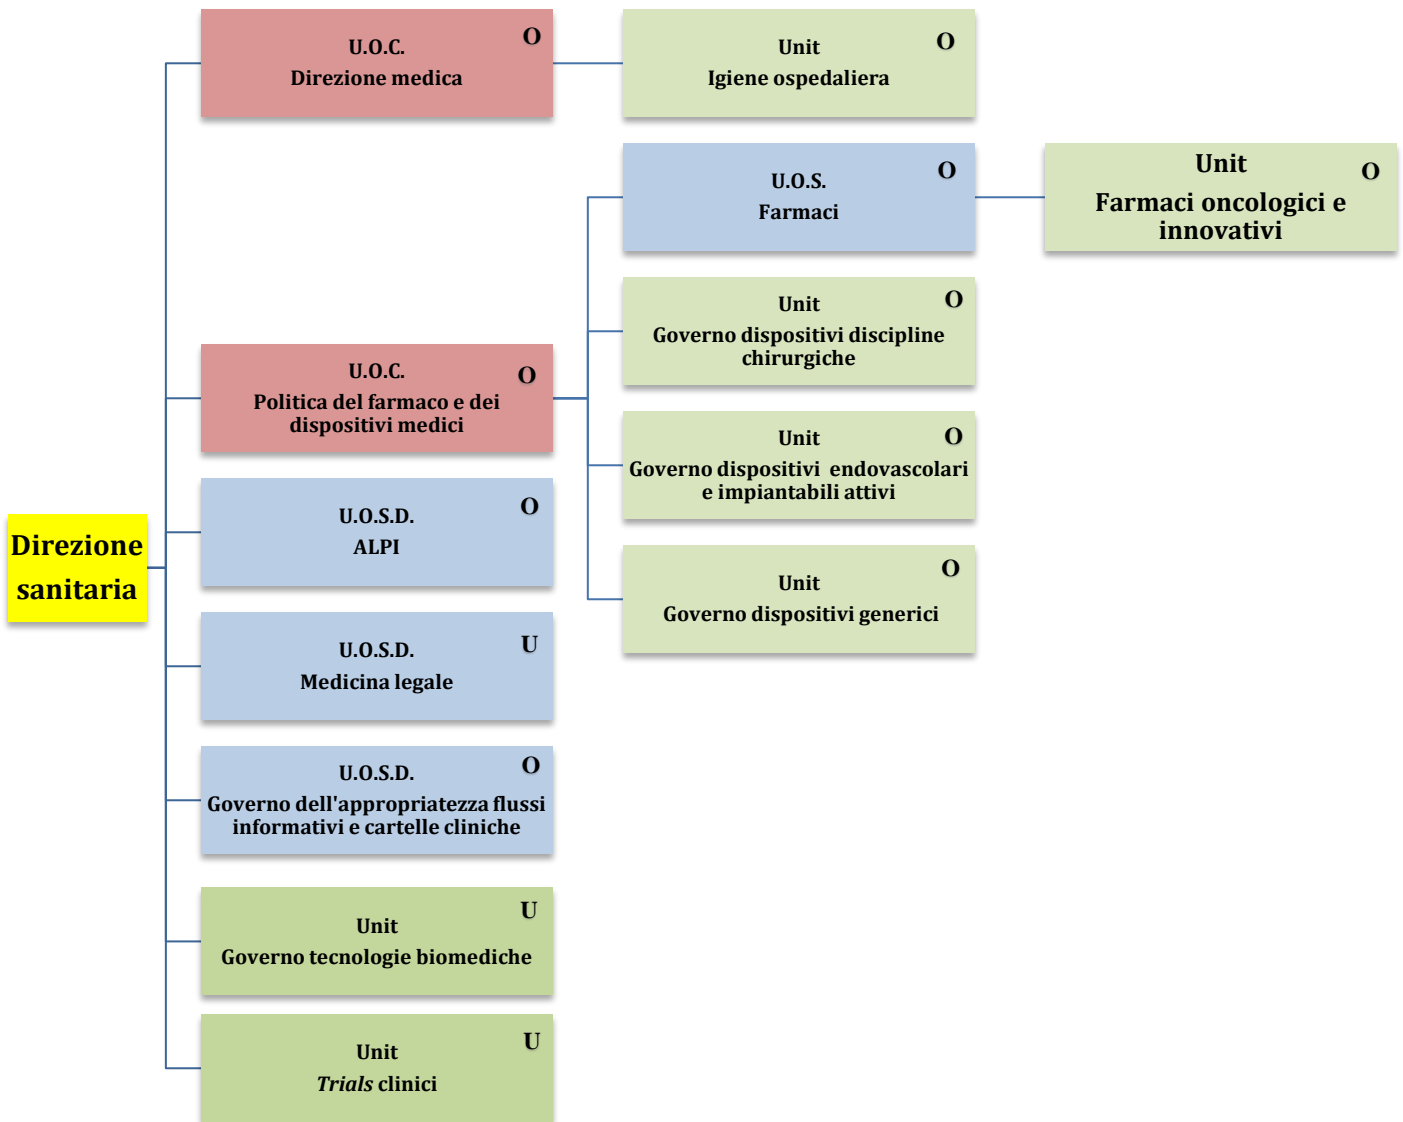 Direzione
sanitaria
U.O.C.
O
Direzione medica
Unit
O
Igiene ospedaliera
U.O.C.
O
Politica del farmaco e dei
dispositivi medici
U.O.S.
O
Farmaci
Unit
O
Farmaci oncologici e
innovativi
Unit
O
Governo dispositivi discipline
chirurgiche
Unit
O
Governo dispositivi endovascolari
e impiantabili attivi
Unit
O
Governo dispositivi generici
U.O.S.D.
O
ALPI
U.O.S.D.
U
Medicina legale
U.O.S.D.
O
Governo dell'appropriatezza flussi
informativi e cartelle cliniche
Unit
U
Governo tecnologie biomediche
Unit
U
Trials clinici